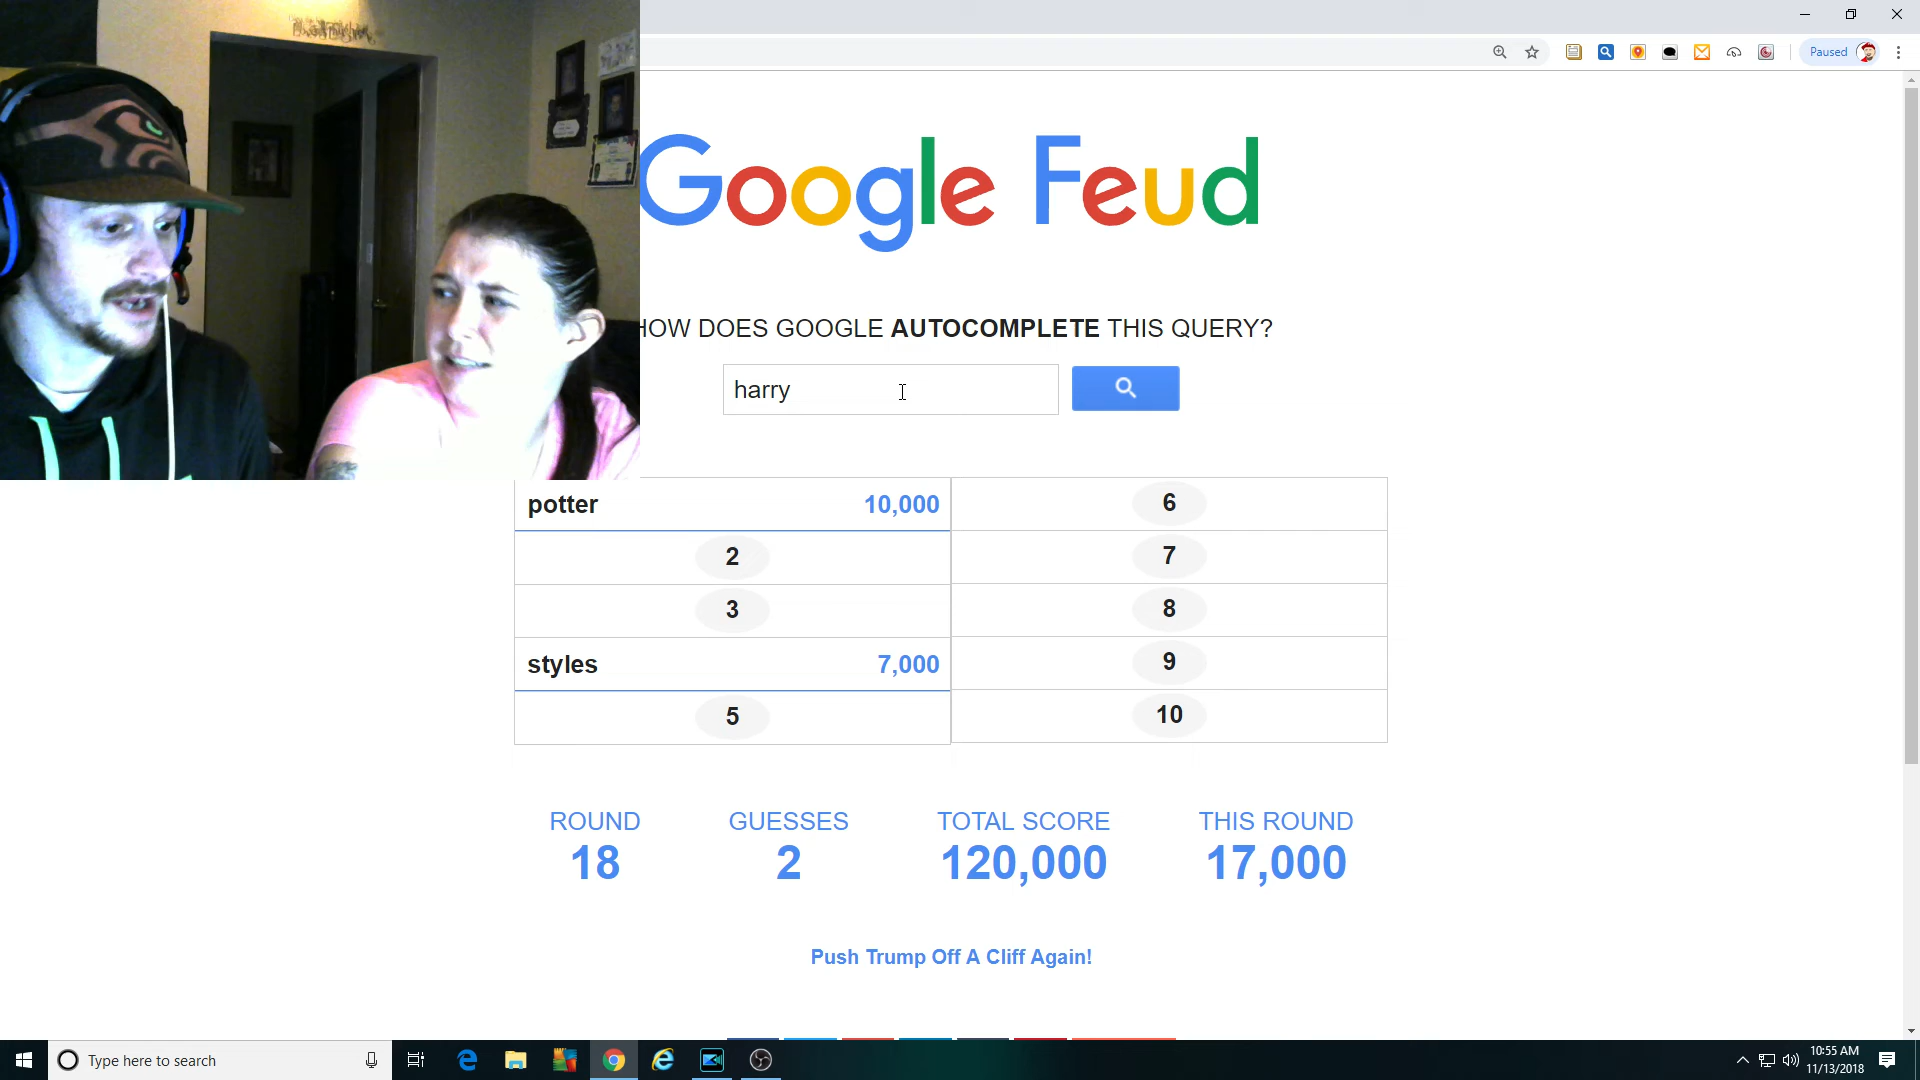 Paused
Google Feud
HOW DOES GOOGLE AUTOCOMPLETE THIS QUERY?
harry
potter 10,000
2
3
styles 7,000
5
6
7
8
9
10
ROUND GUESSES TOTAL SCORE THIS ROUND
18 2 120,000 17,000
Push Trump Off A Cliff Again!
Type here to search
10:55 AM
11/13/2018